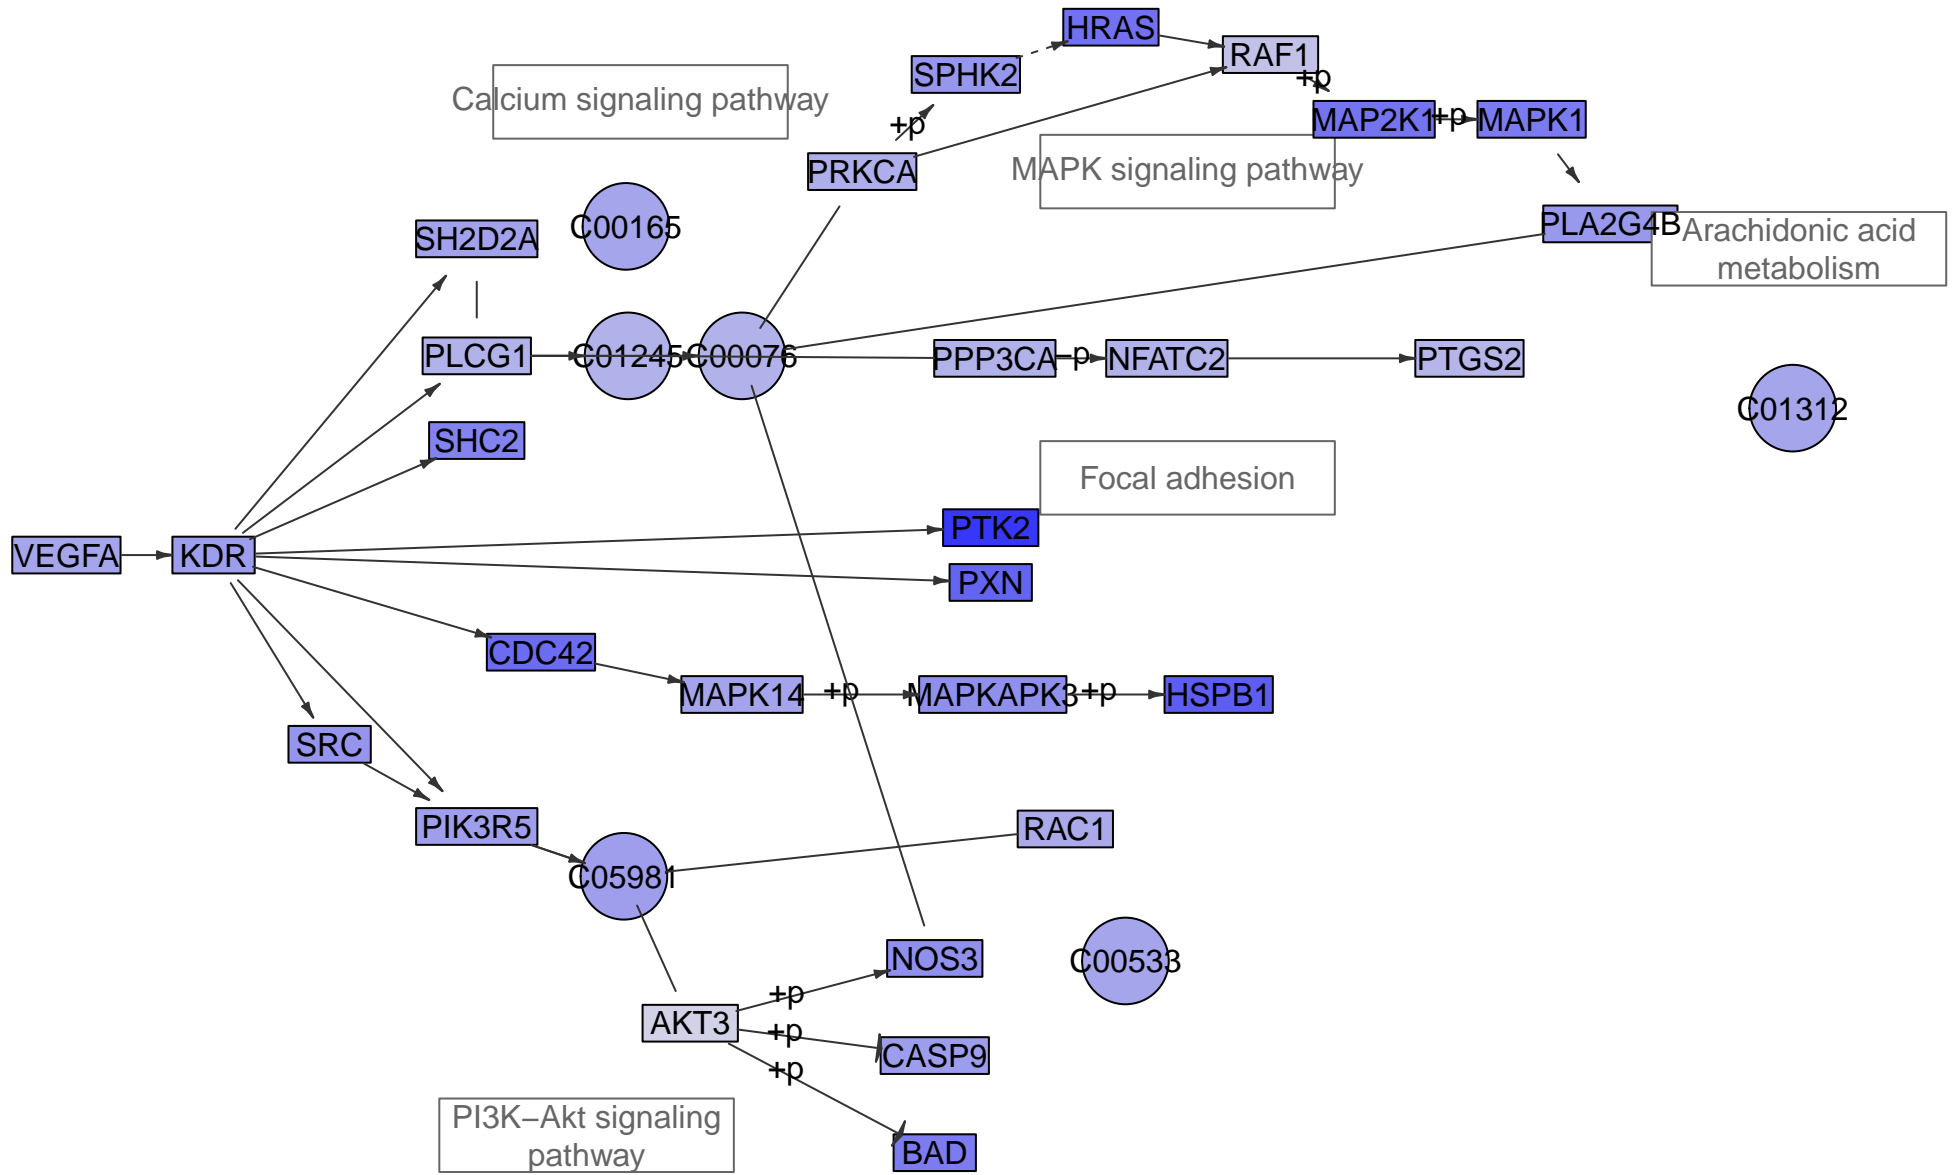 HRAS
RAF1
+p
SPHK2
Calcium signaling pathway
+p
MAP2K1
+p
MAPK1
PRKCA
MAPK signaling pathway
C00165
SH2D2A
PLA2G4B
Arachidonic acid
metabolism
PLCG1
C01245
C00076
PPP3CA
−p
NFATC2
PTGS2
C01312
SHC2
Focal adhesion
PTK2
VEGFA
KDR
PXN
CDC42
MAPK14
+p
MAPKAPK3
+p
HSPB1
SRC
PIK3R5
RAC1
C05981
NOS3
C00533
+p
AKT3
+p
CASP9
+p
PI3K−Akt signaling
pathway
BAD